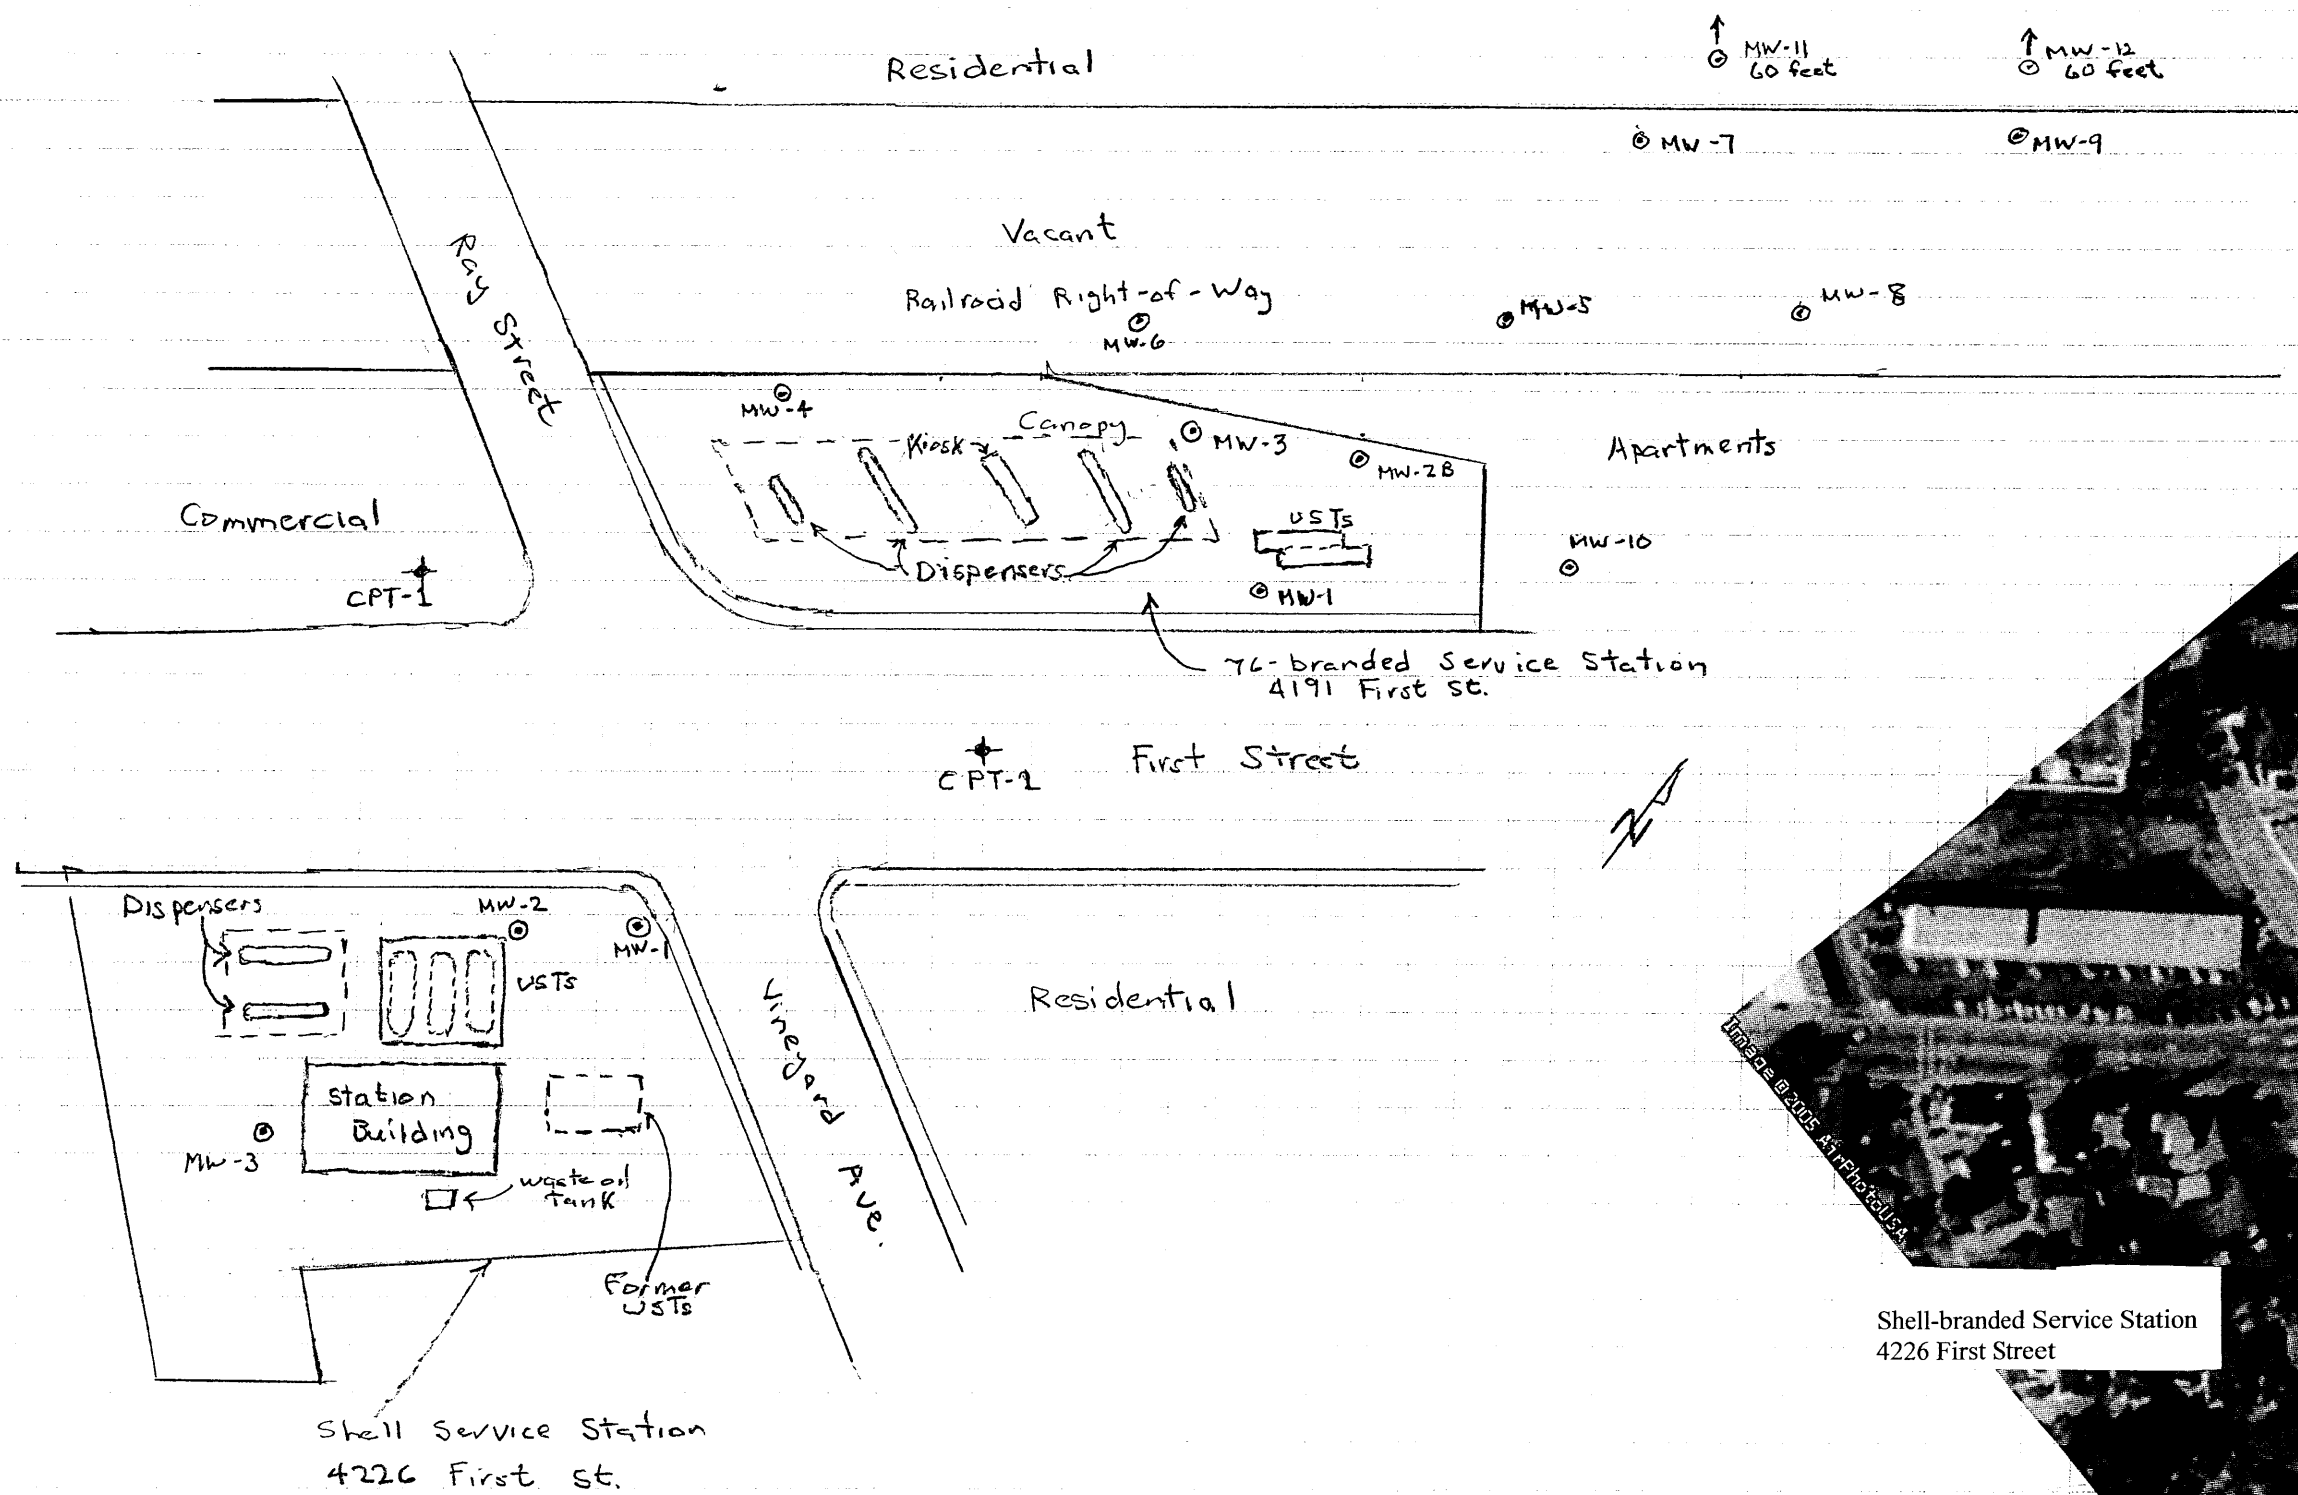 Residential
MW-11
60 feet
MW-12
60 feet
MW-7
MW-9
Vacant
Railroad Right-of-Way
MW-6
MW-5
MW-8
Ray Street
MW-4
Canopy
Kiosk
MW-3
MW-2B
Apartments
Commercial
USTs
MW-10
CPT-1
Dispensers
MW-1
76-branded Service Station
4191 First St.
CPT-2
First Street
N
Dispensers
MW-2
MW-1
USTs
Vineyard Ave.
Residential
Station
Building
MW-3
waste oil
Tank
Former
USTs
Image © 2005 AirPhotoUSA
Shell-branded Service Station
4226 First Street
Shell Service Station
4226 First St.